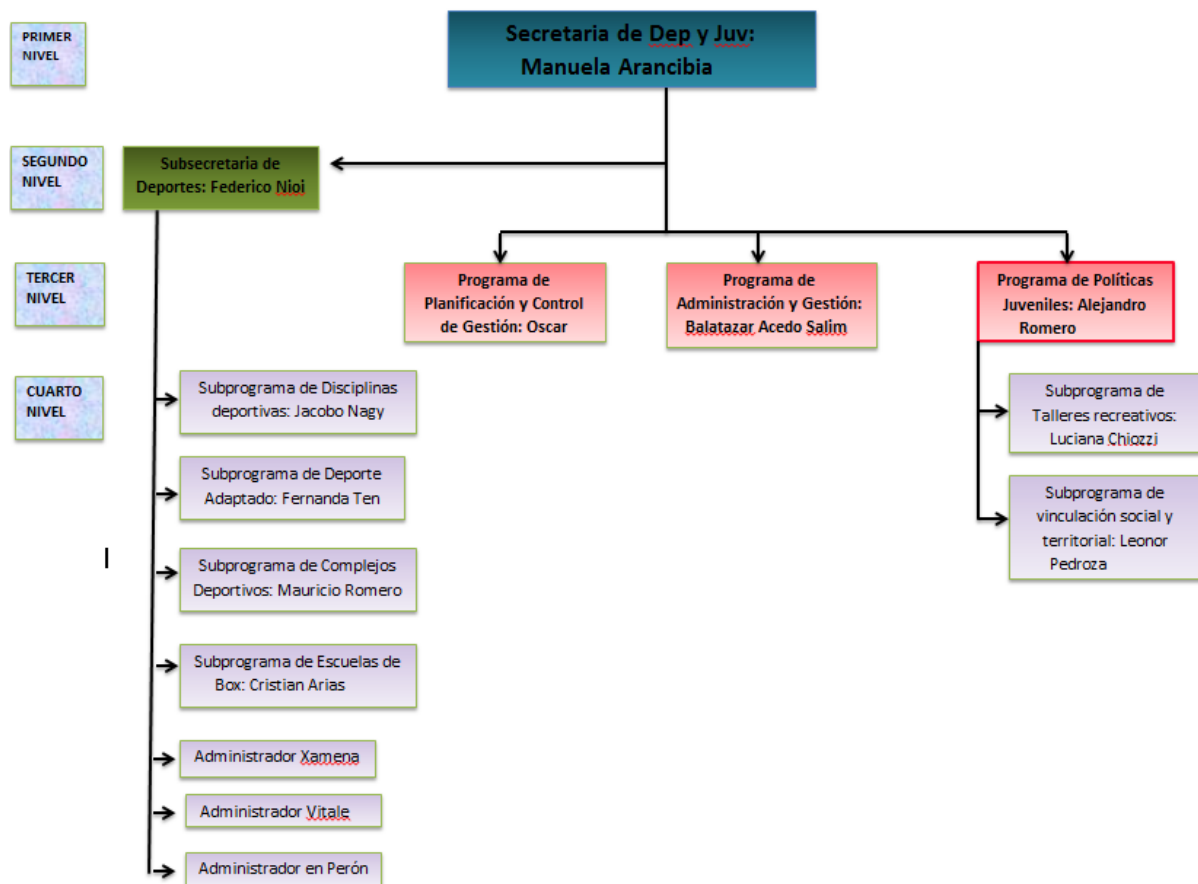 PRIMER
NIVEL
Secretaria de Dep y Juv:
Manuela Arancibia
SEGUNDO
NIVEL
Subsecretaria de
Deportes: Federico Nioi
TERCER
NIVEL
Programa de
Planificación y Control
de Gestión: Oscar
Programa de
Administración y Gestión:
Balatazar Acedo Salim
Programa de Políticas
Juveniles: Alejandro
Romero
CUARTO
NIVEL
Subprograma de Disciplinas
deportivas: Jacobo Nagy
Subprograma de Deporte
Adaptado: Fernanda Ten
Subprograma de Complejos
Deportivos: Mauricio Romero
Subprograma de Escuelas de
Box: Cristian Arias
Administrador Xamena
Administrador Vitale
Administrador en Perón
Subprograma de
Talleres recreativos:
Luciana Chiozzi
Subprograma de
vinculación social y
territorial: Leonor
Pedroza